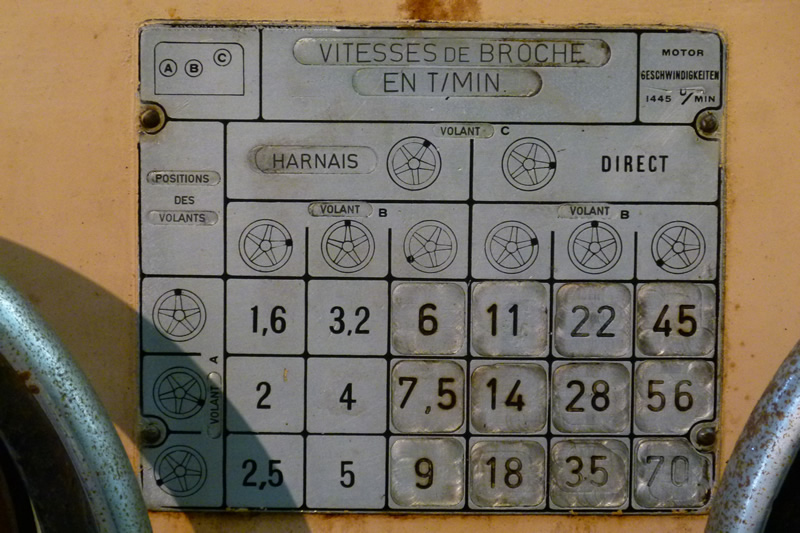 A B C
VITESSES DE BROCHE
EN T/MIN.
MOTOR
GESCHWINDIGKEITEN
1445 U/MIN
VOLANT C
HARNAIS
DIRECT
POSITIONS
DES
VOLANTS
VOLANT B
VOLANT B
VOLANT A
1,6 3,2 6 11 22 45
2 4 7,5 14 28 56
2,5 5 9 18 35 70